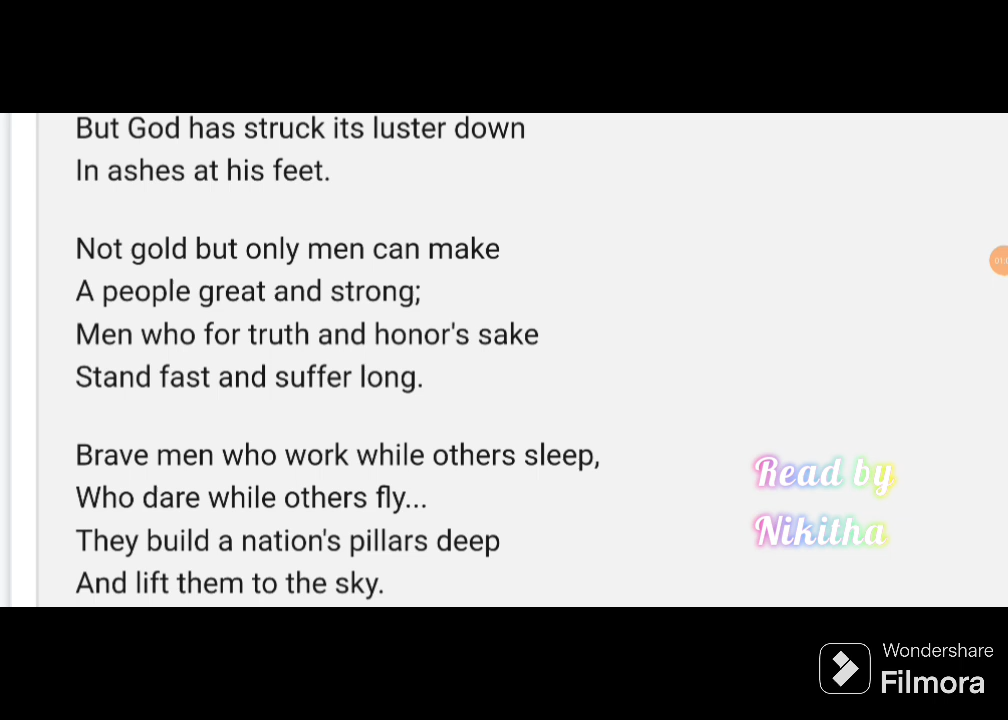 But God has struck its luster down
In ashes at his feet.
Not gold but only men can make
A people great and strong;
Men who for truth and honor's sake
Stand fast and suffer long.
Brave men who work while others sleep,
Who dare while others fly...
They build a nation's pillars deep
And lift them to the sky.
Read by
Nikitha
Wondershare
Filmora